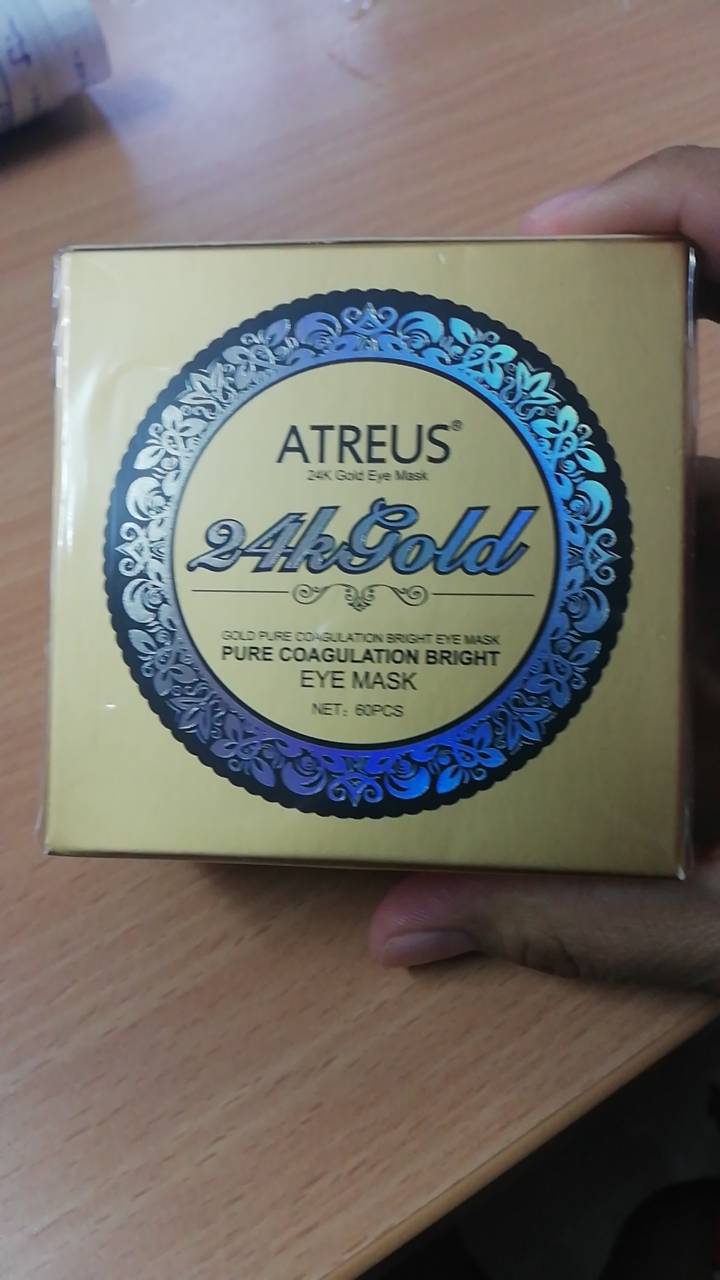 ATREUS®
24K Gold Eye Mask
24kGold
GOLD PURE COAGULATION BRIGHT EYE MASK
PURE COAGULATION BRIGHT
EYE MASK
NET：60PCS